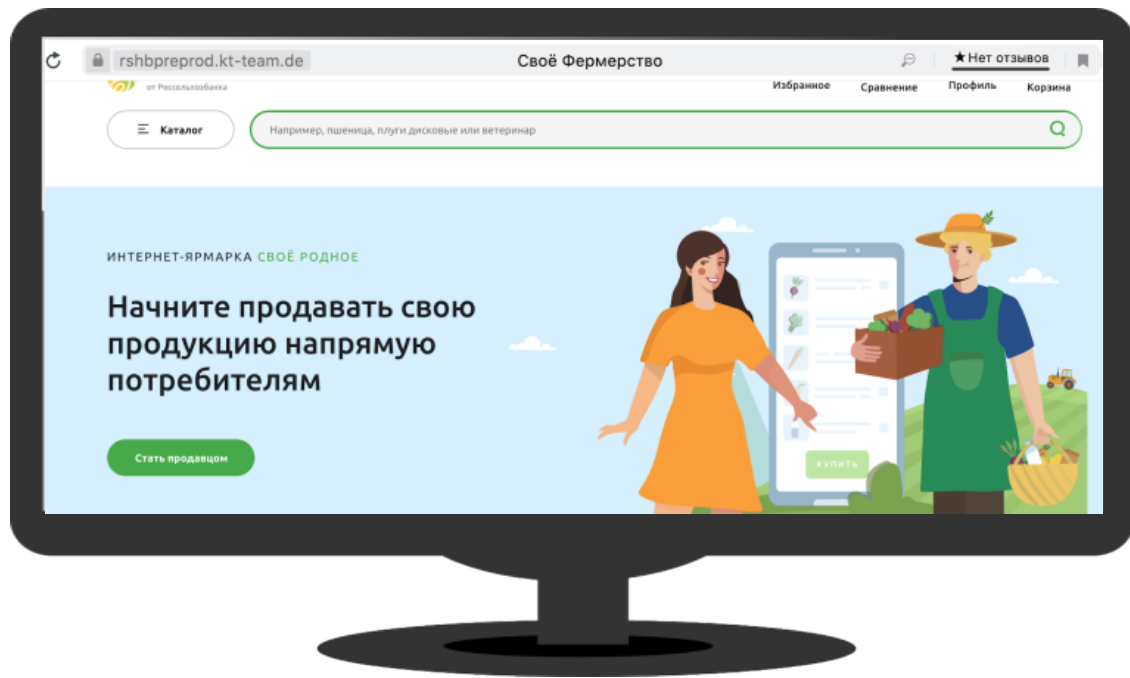 rshbpreprod.kt-team.de Своё Фермерство ★Нет отзывов
от Россельхозбанка Избранное Сравнение Профиль Корзина
Каталог Например, пшеница, плуги дисковые или ветеринар
ИНТЕРНЕТ-ЯРМАРКА СВОЁ РОДНОЕ
Начните продавать свою
продукцию напрямую
потребителям
Стать продавцом
КУПИТЬ